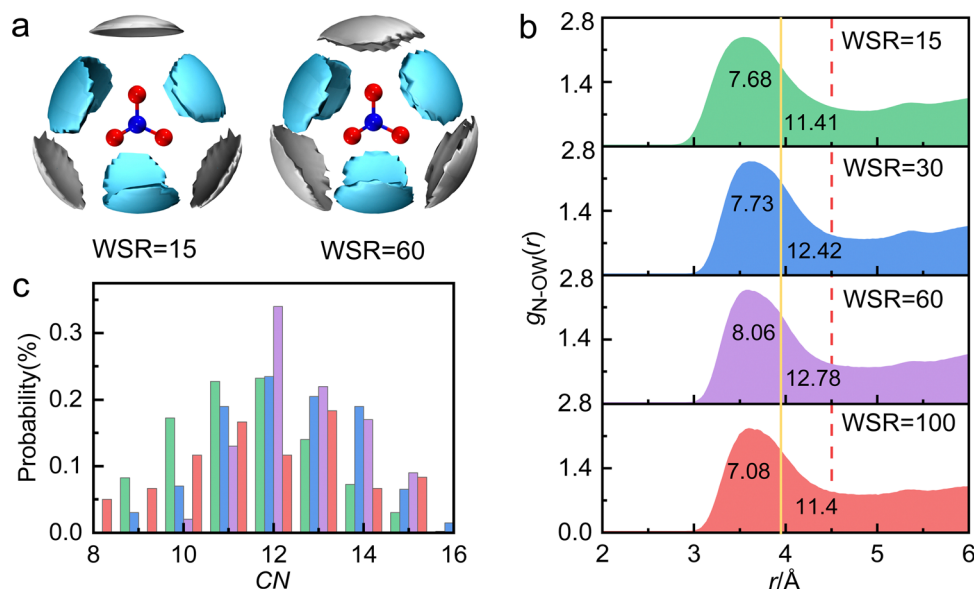 a
WSR=15
WSR=60
b
2.8
1.4
2.8
1.4
2.8
1.4
2.8
1.4
0.0
gN-OW(r)
WSR=15
7.68
11.41
WSR=30
7.73
12.42
WSR=60
8.06
12.78
WSR=100
7.08
11.4
2 3 4 5 6
r/Å
c
Probability(%)
0.3
0.2
0.1
0.0
8 10 12 14 16
CN